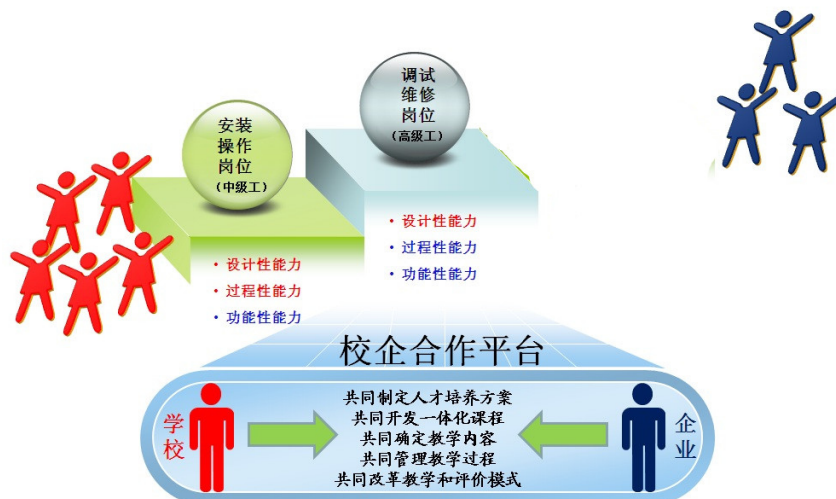 调试
维修
岗位
（高级工）
安装
操作
岗位
（中级工）
• 设计性能力
• 过程性能力
• 功能性能力
• 设计性能力
• 过程性能力
• 功能性能力
校企合作平台
学校
共同制定人才培养方案
共同开发一体化课程
共同确定教学内容
共同管理教学过程
共同改革教学和评价模式
企业